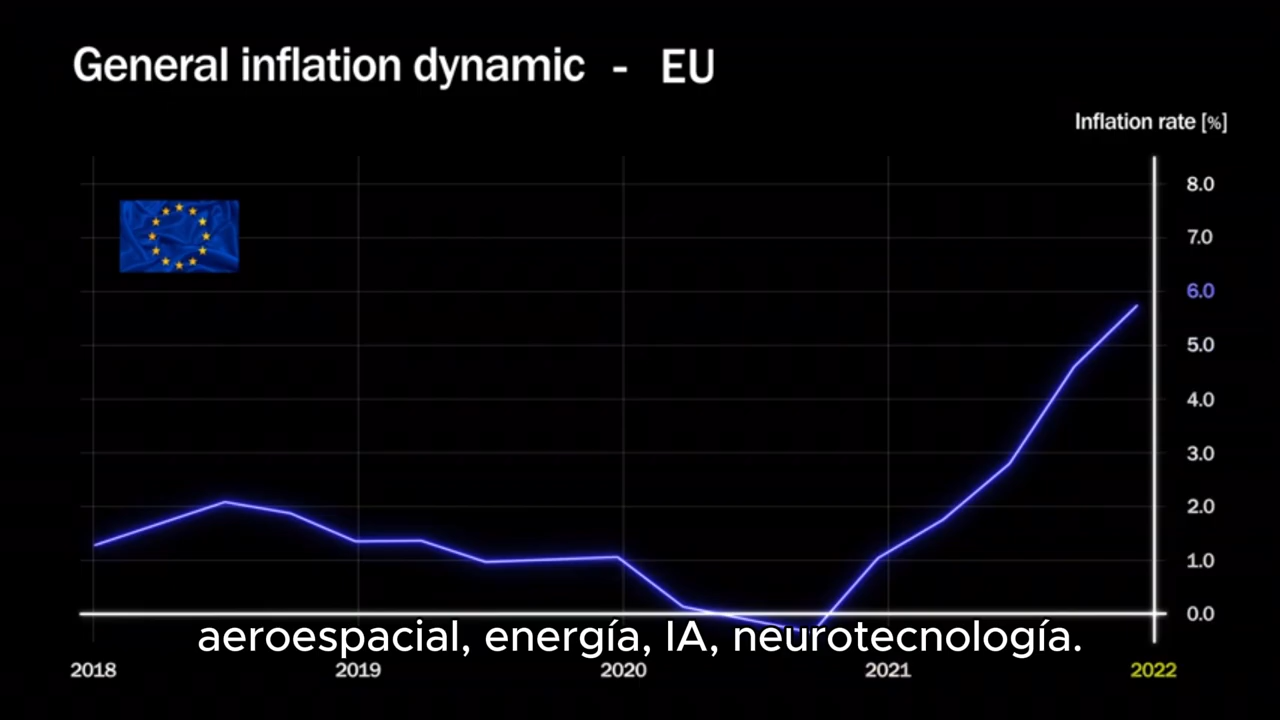 General inflation dynamic - EU
Inflation rate [%]
8.0
7.0
6.0
5.0
4.0
3.0
2.0
1.0
0.0
aeroespacial, energía, IA, neurotecnología.
2018 2019 2020 2021 2022